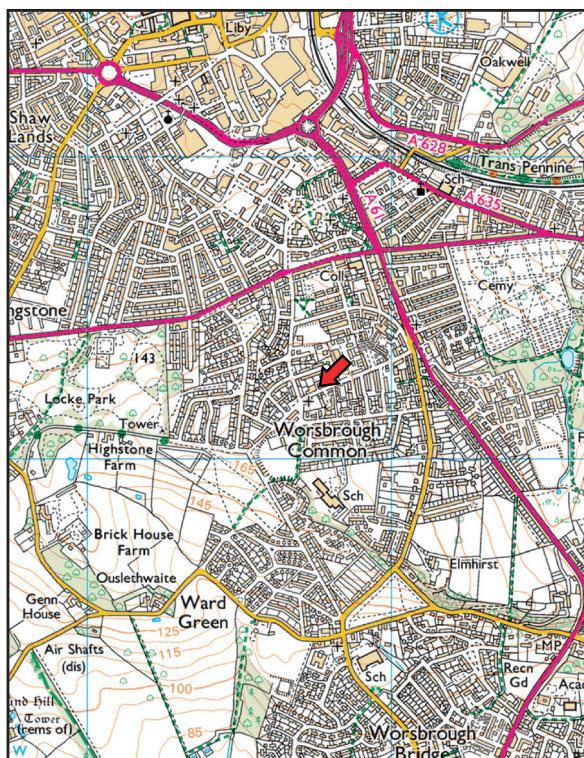 Liby
Oakwell
Shaw
Lands
A 628
Trans Pennine
Sch
A 61
A 635
Coll
Cemy
ngstone
143
Locke Park
Tower
Highstone
Farm
Worsbrough
Common
165
145
Sch
Brick House
Farm
Ouslethwaite
Elmhirst
Genn
House
Ward
Green
Air Shafts
(dis)
125
115
100
85
MP
Recn
Gd
Sch
Aca
and Hill
Tower
(rems of)
W
Worsbrough
Bridge